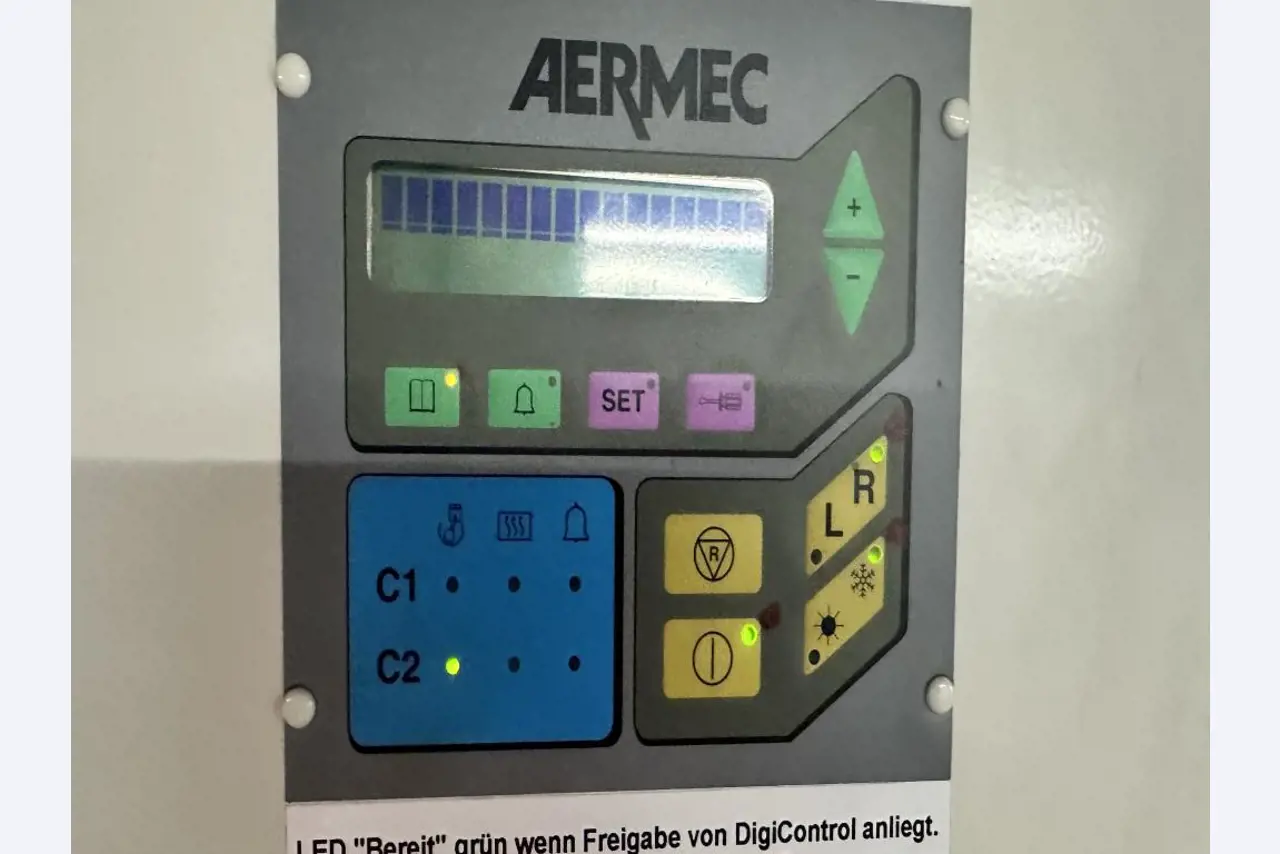 AERMEC
+
-
SET
R
L
R
C1
C2
LED "Bereit" grün wenn Freigabe von DigiControl anliegt.